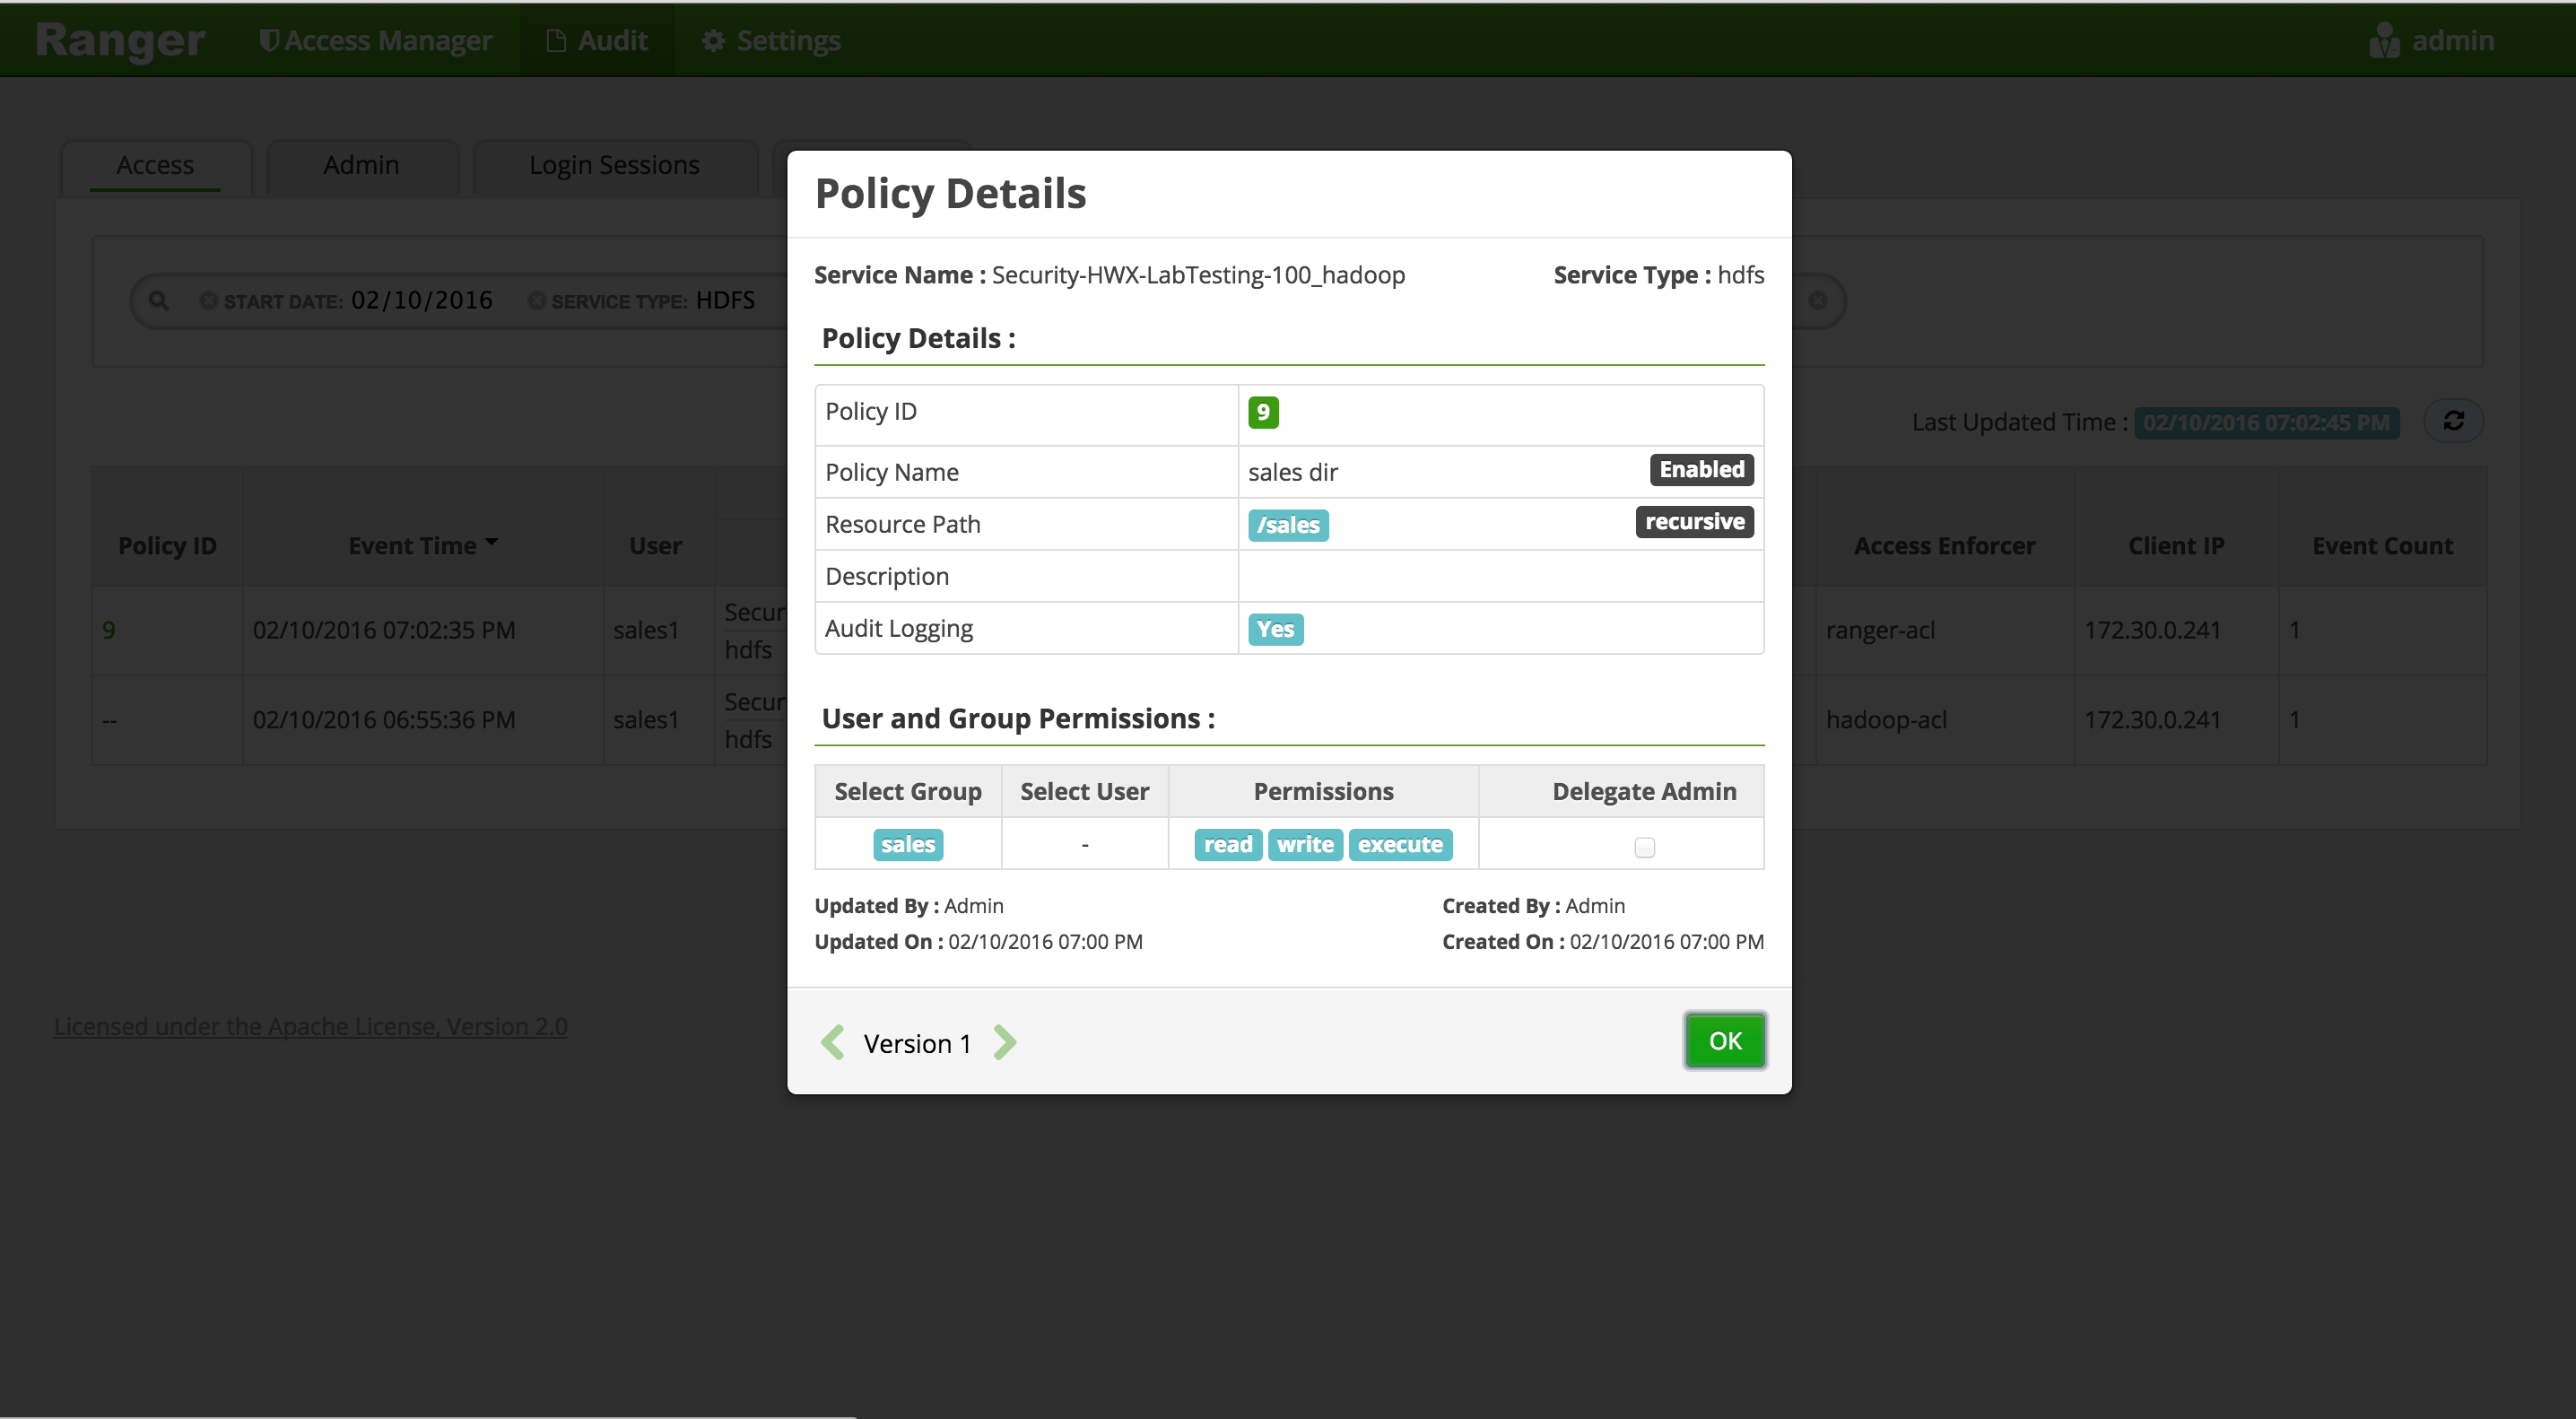 Ranger Access Manager Audit Settings admin
Access Admin Login Sessions
START DATE: 02/10/2016 SERVICE TYPE: HDFS
Last Updated Time : 02/10/2016 07:02:45 PM
Policy ID Event Time User Access Enforcer Client IP Event Count
9 02/10/2016 07:02:35 PM sales1 ranger-acl 172.30.0.241 1
hdfs
-- 02/10/2016 06:55:36 PM sales1 hadoop-acl 172.30.0.241 1
hdfs
Licensed under the Apache License, Version 2.0
Policy Details
Service Name : Security-HWX-LabTesting-100_hadoop Service Type : hdfs
Policy Details :
Policy ID 9
Policy Name sales dir Enabled
Resource Path /sales recursive
Description
Audit Logging Yes
User and Group Permissions :
Select Group Select User Permissions Delegate Admin
sales - read write execute
Updated By : Admin Created By : Admin
Updated On : 02/10/2016 07:00 PM Created On : 02/10/2016 07:00 PM
Version 1 OK